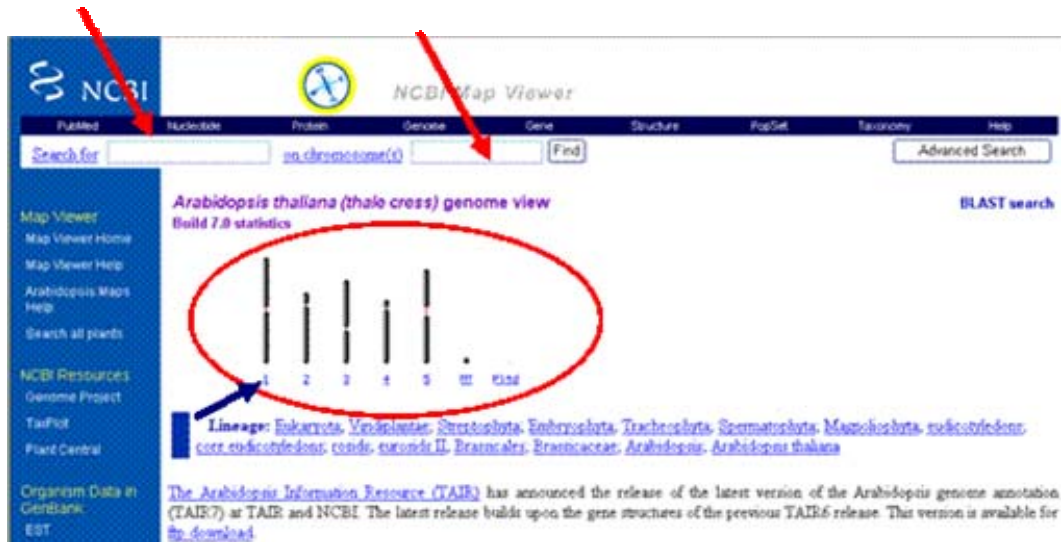 NCBI
NCBI Map Viewer
PubMed Nucleotide Protein Genome Gene Structure PopSet Taxonomy Help
Search for on chromosome(s) Find Advanced Search
Arabidopsis thaliana (thale cress) genome view
BLAST search
Build 7.0 statistics
Map Viewer
Map Viewer Home
Map Viewer Help
Arabidopsis Maps
Help
Search all plants
NCBI Resources
Genome Project
TaxPlot
Plant Central
Organism Data in
GenBank
EST
1 2 3 4 5
Lineage: Eukaryota, Viridiplantae, Streptophyta, Embryophyta, Tracheophyta, Spermatophyta, Magnoliophyta, eudicotyledons,
core eudicotyledons, rosids, eurosids II, Brassicales, Brassicaceae, Arabidopsis, Arabidopsis thaliana
The Arabidopsis Information Resource (TAIR) has announced the release of the latest version of the Arabidopsis genome annotation
(TAIR7) at TAIR and NCBI. The latest release builds upon the gene structures of the previous TAIR6 release. This version is available for
ftp download.